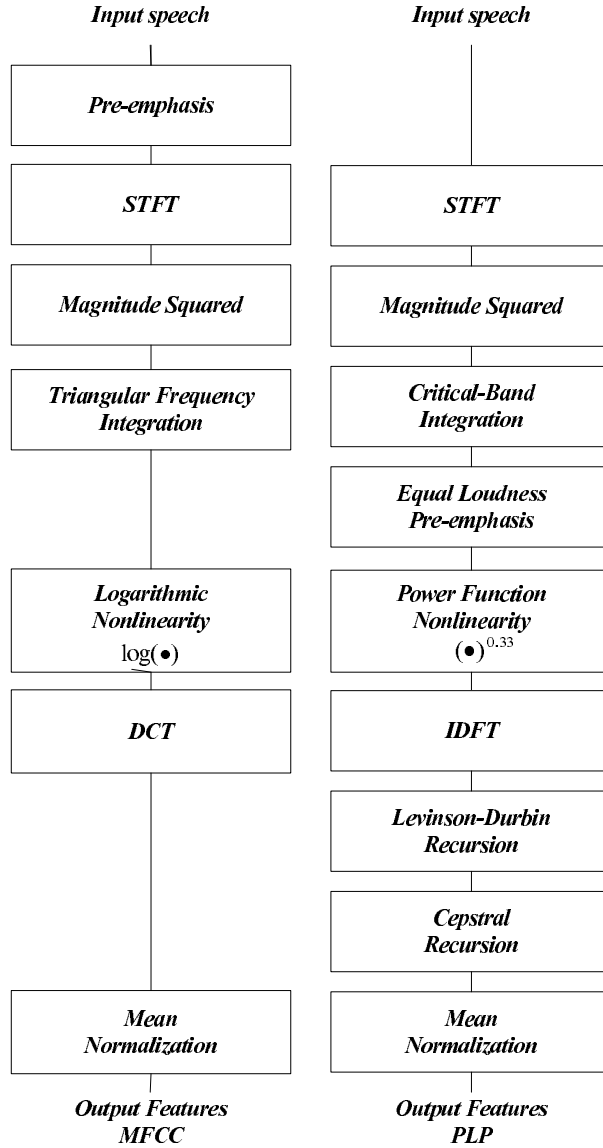 Input speech
Pre-emphasis
STFT
Magnitude Squared
Triangular Frequency
Integration
Logarithmic
Nonlinearity
log(•)
DCT
Mean
Normalization
Output Features
MFCC
Input speech
STFT
Magnitude Squared
Critical-Band
Integration
Equal Loudness
Pre-emphasis
Power Function
Nonlinearity
(•)^0.33
IDFT
Levinson-Durbin
Recursion
Cepstral
Recursion
Mean
Normalization
Output Features
PLP